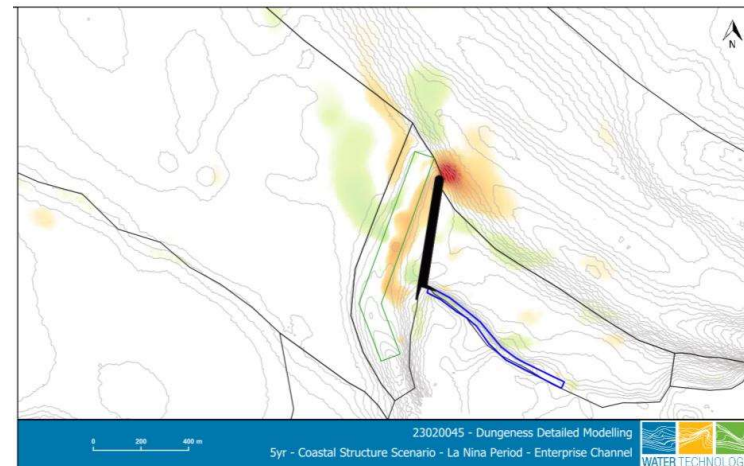 N
23020045 - Dungeness Detailed Modelling
0 200 400 m
5yr - Coastal Structure Scenario - La Nina Period - Enterprise Channel
WATER TECHNOLOG